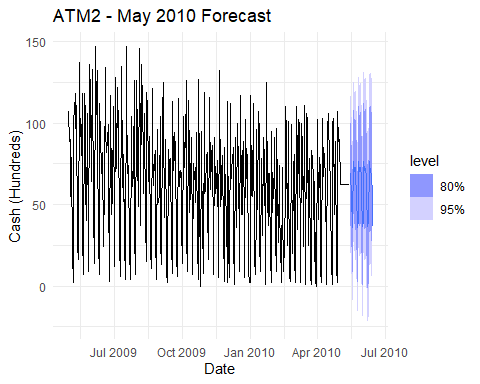 ATM2 - May 2010 Forecast
Cash (Hundreds)
150
100
50
0
Jul 2009
Oct 2009
Jan 2010
Apr 2010
Jul 2010
Date
level
80%
95%